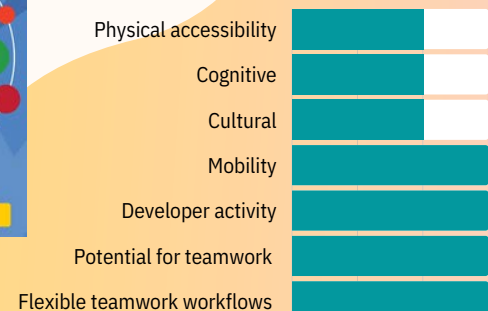 Physical accessibility
Cognitive
Cultural
Mobility
Developer activity
Potential for teamwork
Flexible teamwork workflows